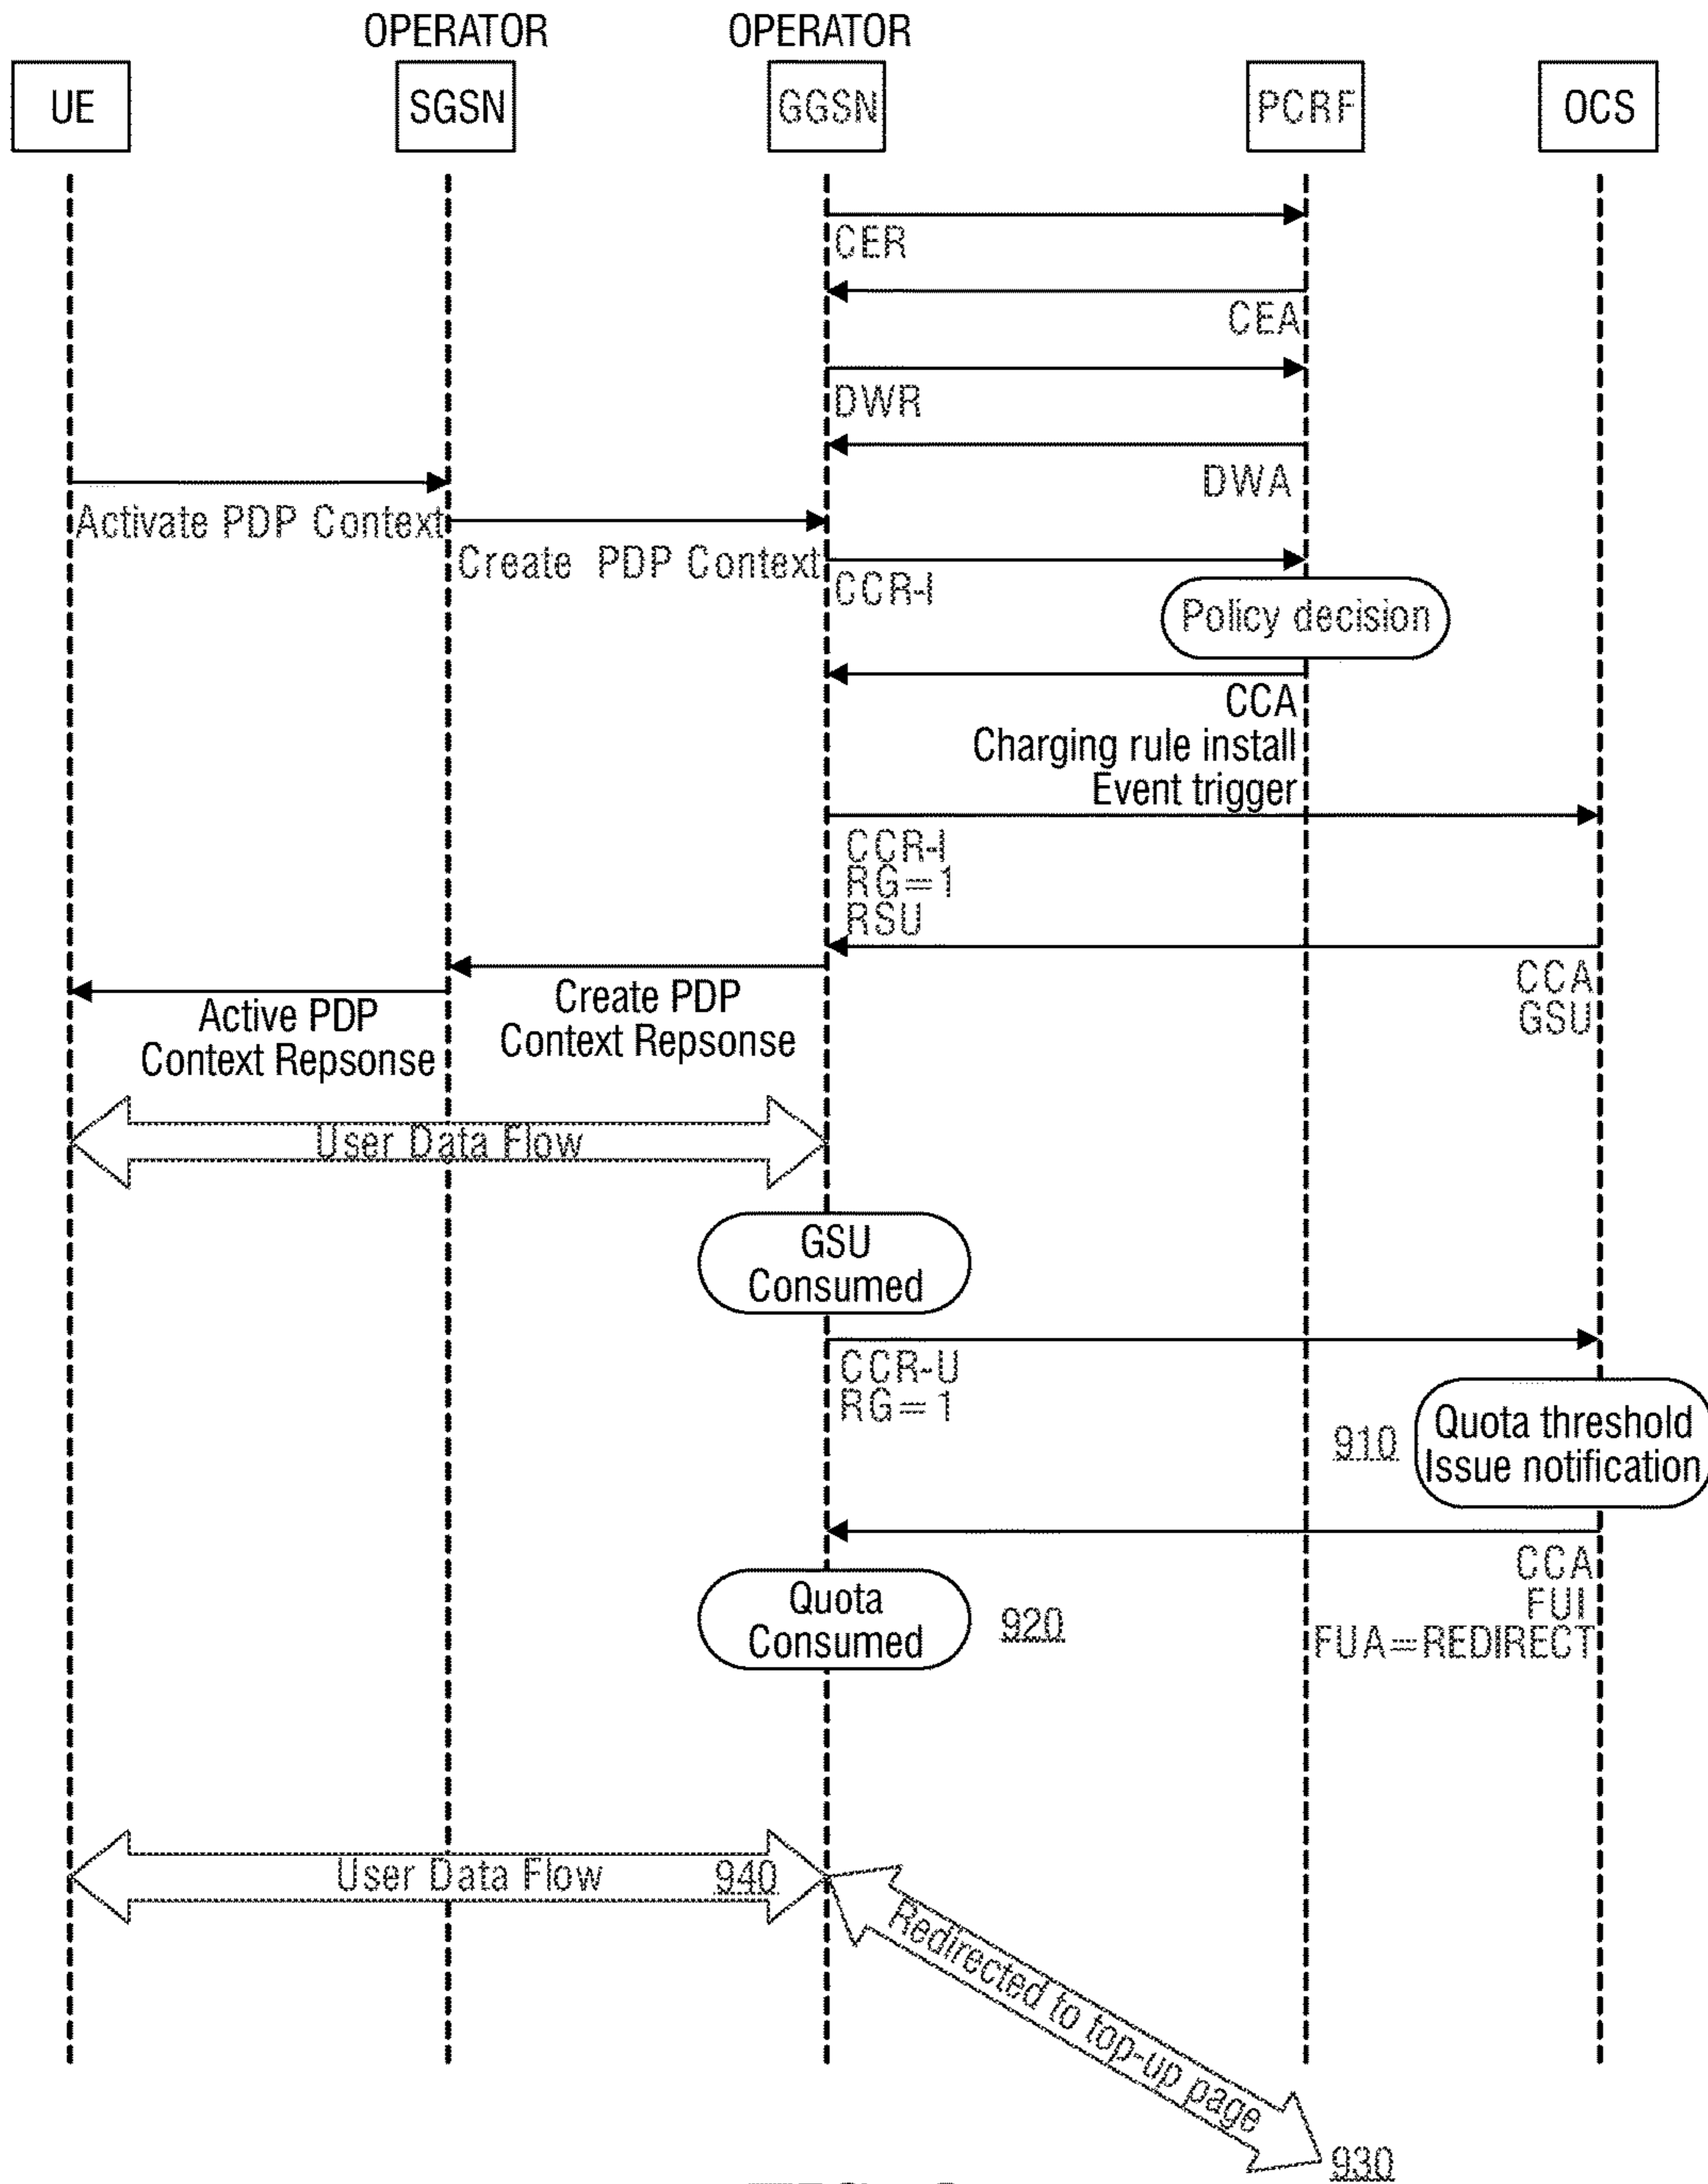 OPERATOR OPERATOR
UE SGSN GGSN PCRF OCS
CER
CEA
DWR
DWA
Activate PDP Context
Create PDP Context
CCR-I
Policy decision
CCA
Charging rule install
Event trigger
CCR-I
RG=1
RSU
CCA
GSU
Create PDP
Context Repsonse
Active PDP
Context Repsonse
User Data Flow
GSU
Consumed
CCR-U
RG=1
910
Quota threshold
Issue notification
CCA
FUI
FUA=REDIRECT
Quota
Consumed
920
User Data Flow 940
Redirected to top-up page
930